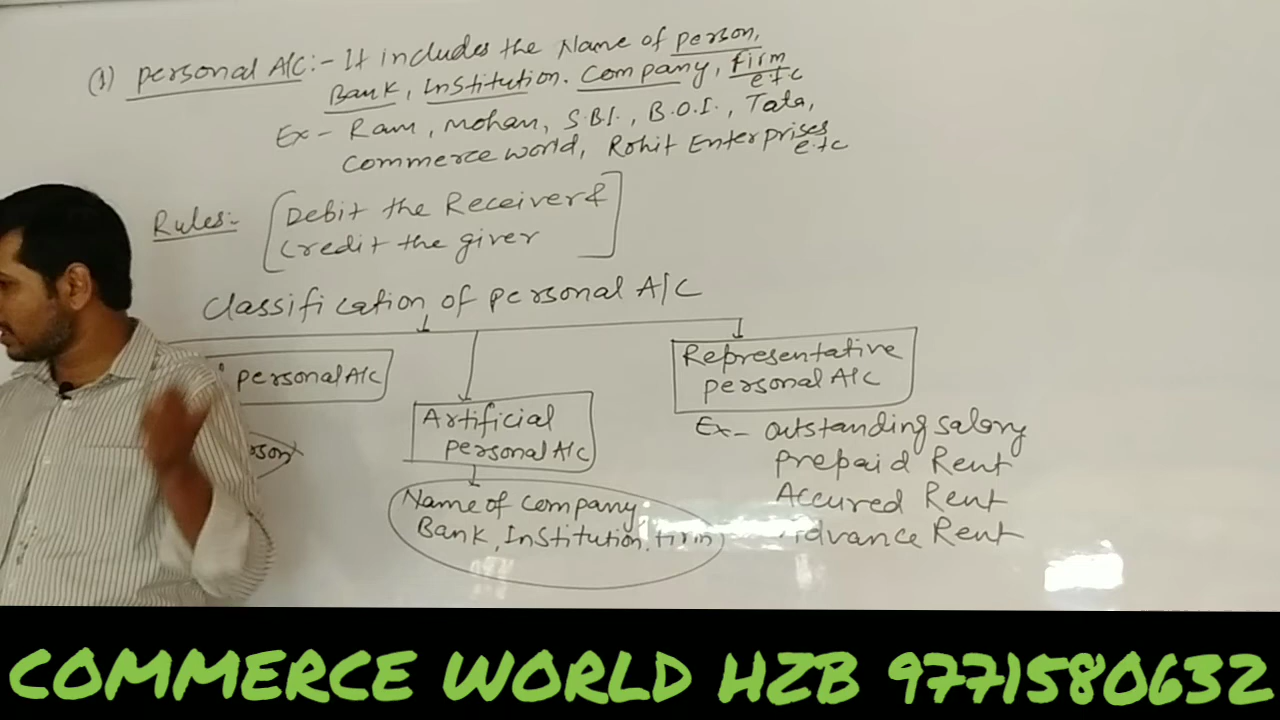 (1) personal A/C:- It includes the Name of person,
Bank, Institution. Company, firm
etc
Ex- Ram, Mohan, S.B.I., B.O.I., Tata,
Commerce world, Rohit Enterprises
etc
Rules:- [Debit the Receiver &
Credit the giver]
Classification of personal A/C
personal A/C
Artificial
personal A/C
Name of company
Bank, Institution, firm,
Representative
personal A/C
Ex- outstanding salary
prepaid Rent
Accured Rent
Advance Rent
COMMERCE WORLD HZB 9771580632